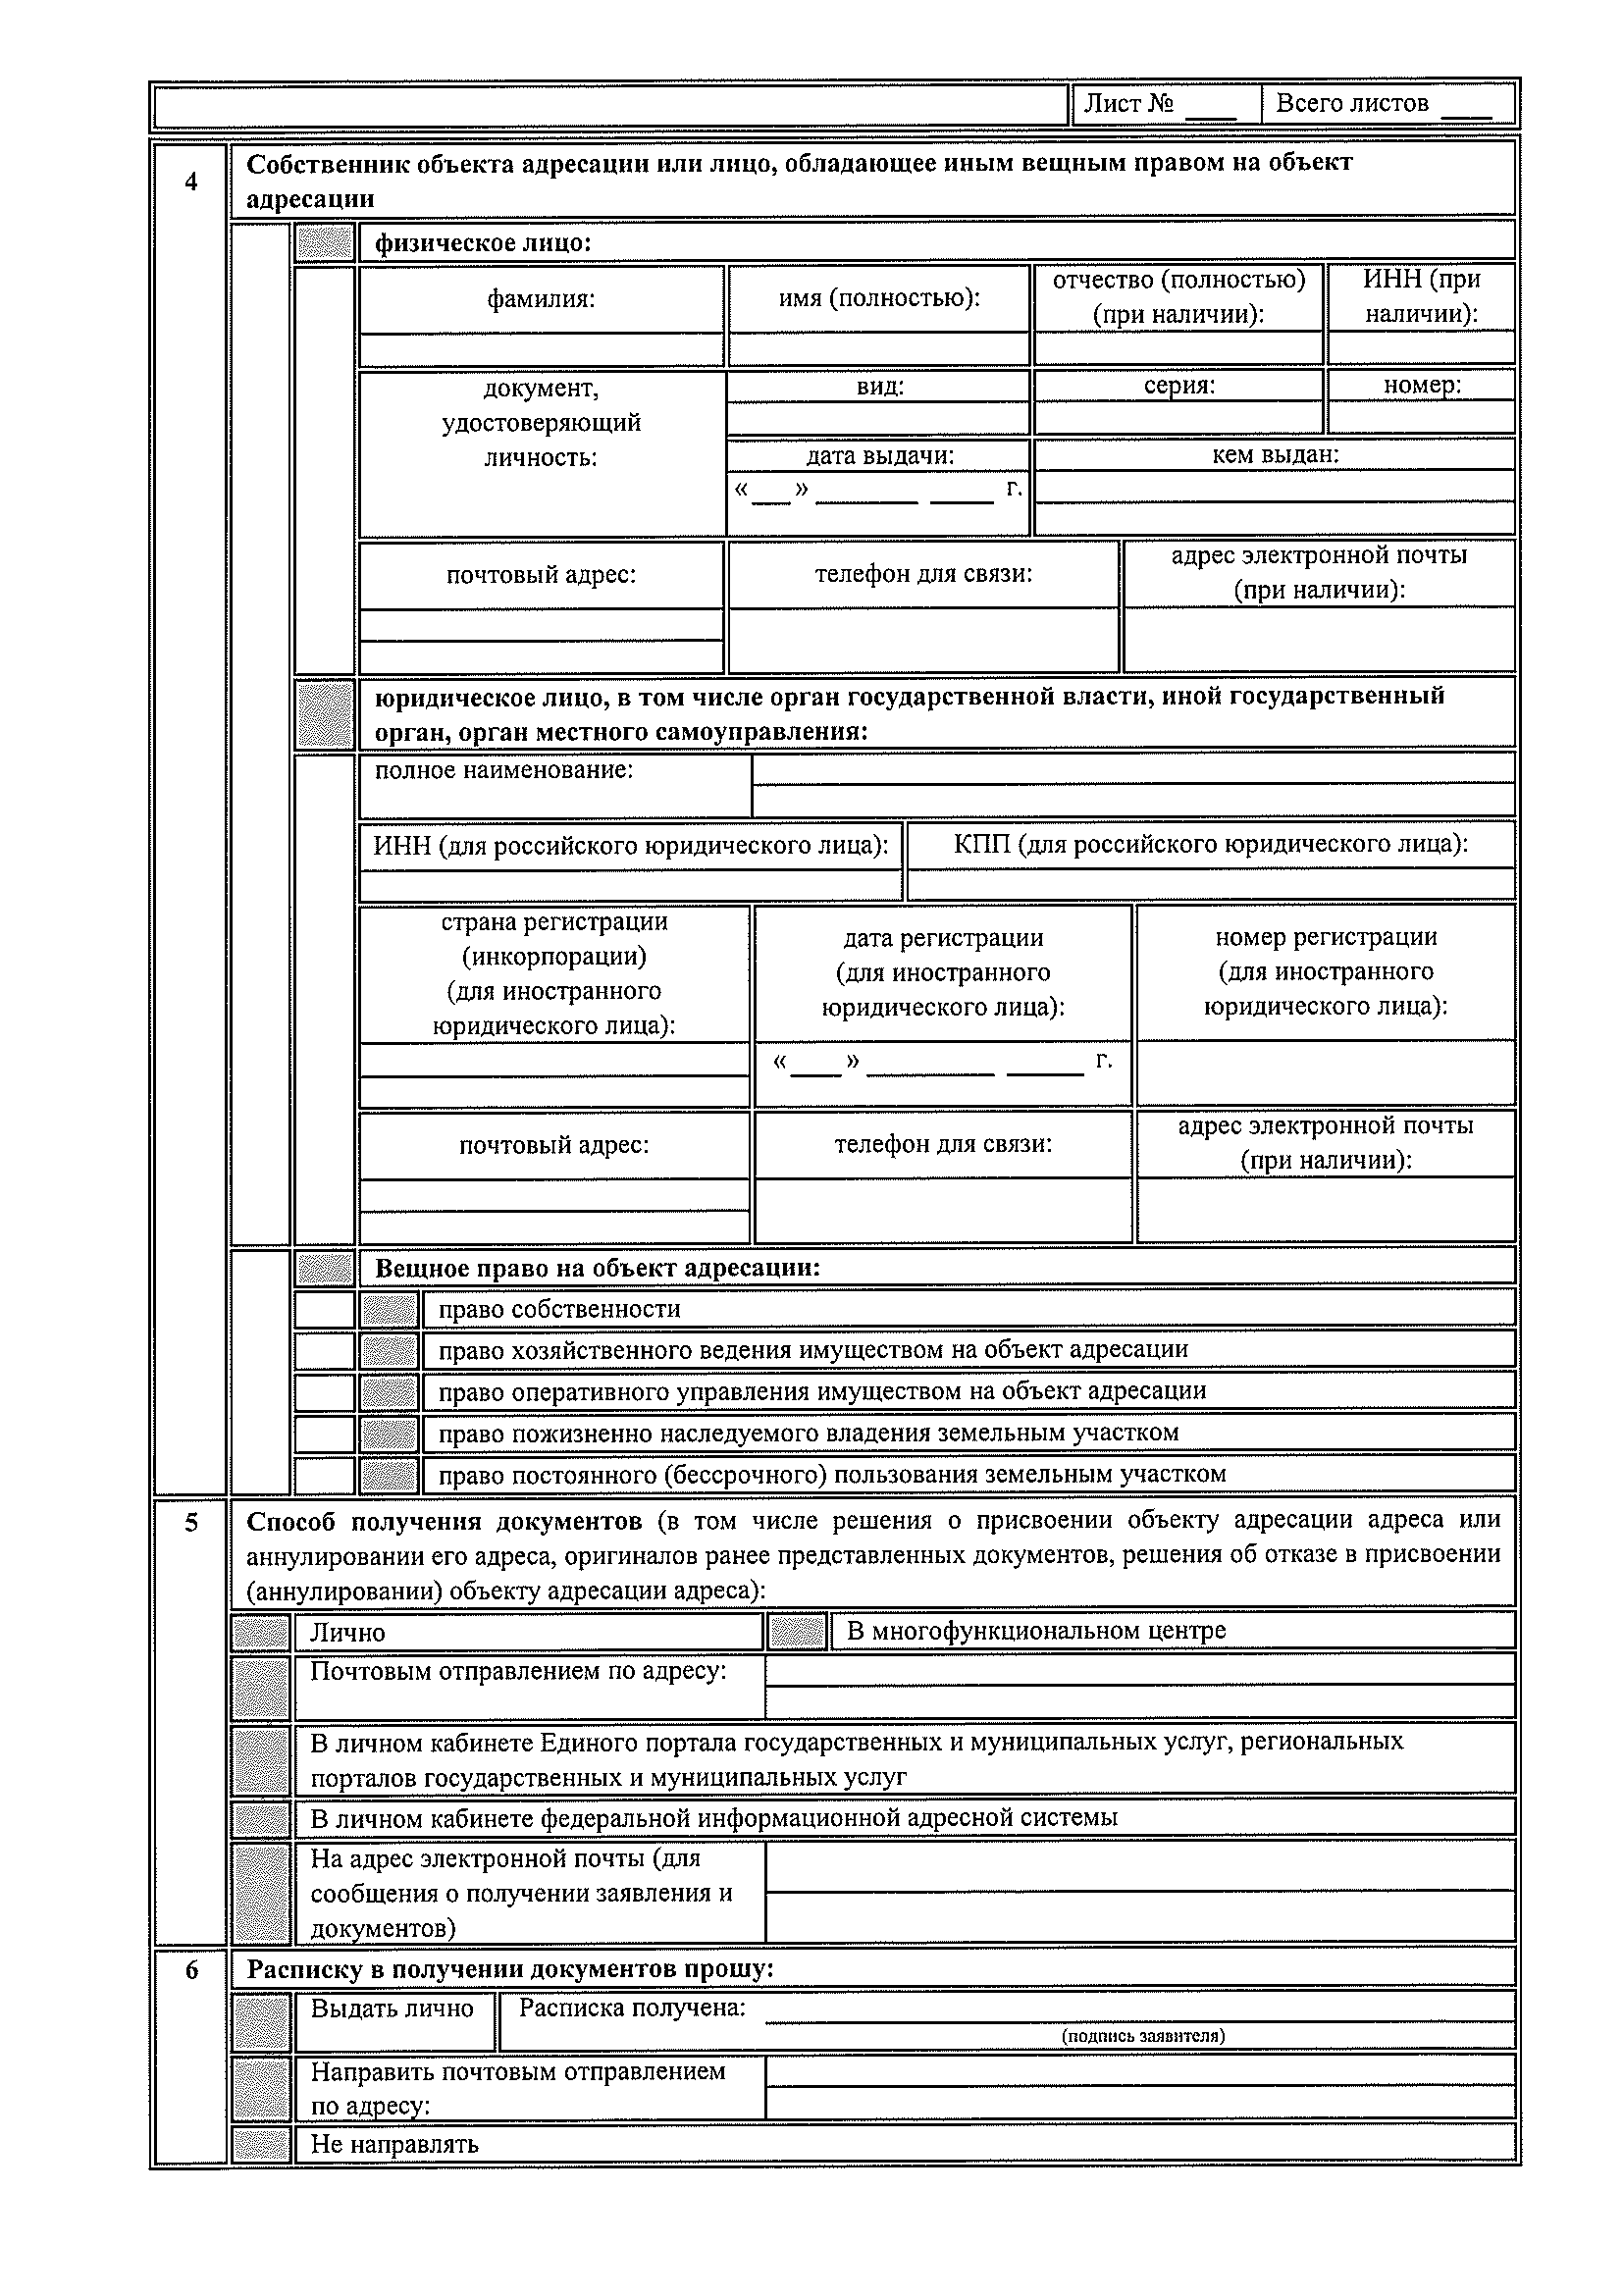 Лист № ____ Всего листов ____
4 Собственник объекта адресации или лицо, обладающее иным вещным правом на объект
адресации
физическое лицо:
фамилия: имя (полностью): отчество (полностью) (при наличии): ИНН (при наличии):
документ,
удостоверяющий
личность:
вид: серия: номер:
дата выдачи: кем выдан:
«___» ________ _____ г.
почтовый адрес: телефон для связи: адрес электронной почты
(при наличии):
юридическое лицо, в том числе орган государственной власти, иной государственный
орган, орган местного самоуправления:
полное наименование:
ИНН (для российского юридического лица): КПП (для российского юридического лица):
страна регистрации
(инкорпорации)
(для иностранного
юридического лица):
дата регистрации
(для иностранного
юридического лица):
номер регистрации
(для иностранного
юридического лица):
«____» __________ ______ г.
почтовый адрес: телефон для связи: адрес электронной почты
(при наличии):
Вещное право на объект адресации:
право собственности
право хозяйственного ведения имуществом на объект адресации
право оперативного управления имуществом на объект адресации
право пожизненно наследуемого владения земельным участком
право постоянного (бессрочного) пользования земельным участком
5 Способ получения документов (в том числе решения о присвоении объекту адресации адреса или
аннулировании его адреса, оригиналов ранее представленных документов, решения об отказе в присвоении
(аннулировании) объекту адресации адреса):
Лично В многофункциональном центре
Почтовым отправлением по адресу:
В личном кабинете Единого портала государственных и муниципальных услуг, региональных
порталов государственных и муниципальных услуг
В личном кабинете федеральной информационной адресной системы
На адрес электронной почты (для
сообщения о получении заявления и
документов)
6 Расписку в получении документов прошу:
Выдать лично Расписка получена: ____________________
(подпись заявителя)
Направить почтовым отправлением
по адресу:
Не направлять